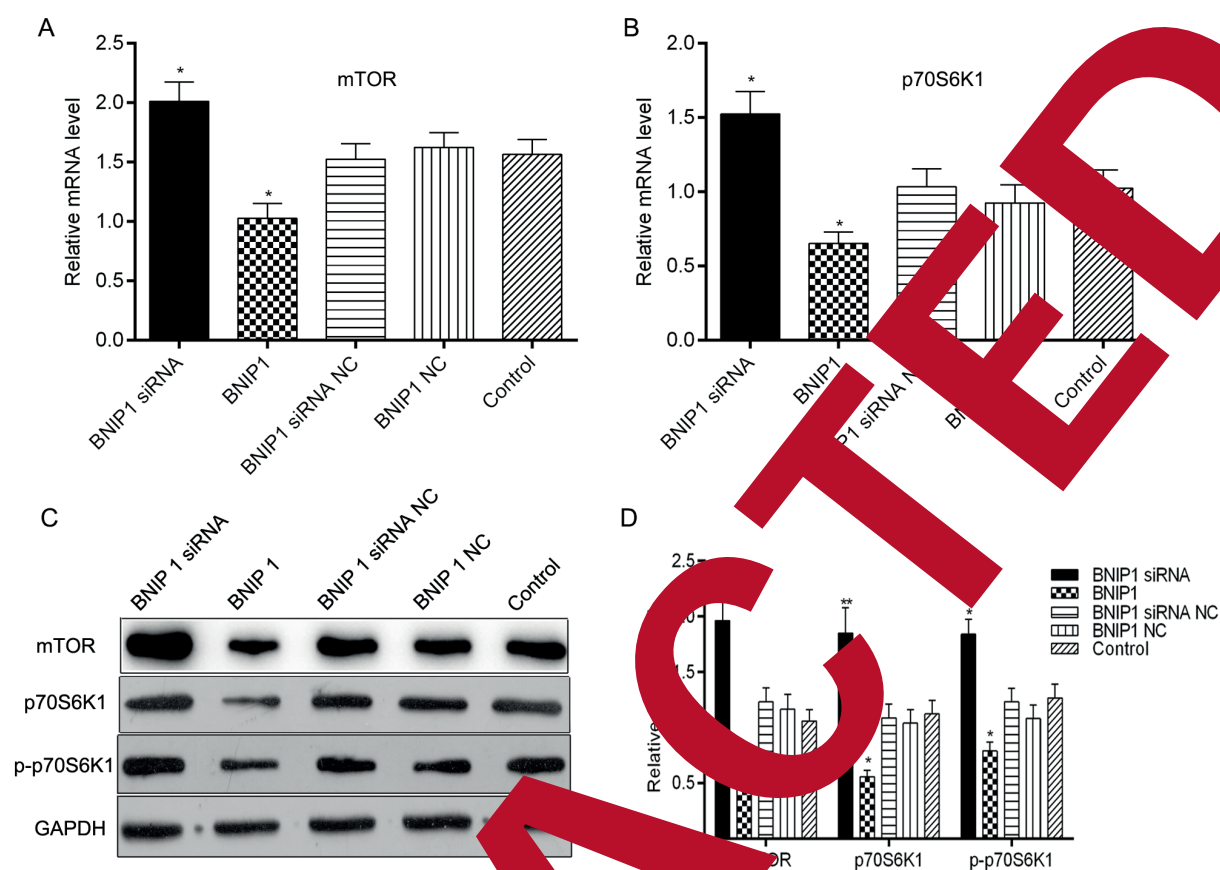 A
mTOR
Relative mRNA level
2.5
2.0
1.5
1.0
0.5
0.0
*
*
BNIP1 siRNA
BNIP1
BNIP1 siRNA NC
BNIP1 NC
Control
B
p70S6K1
Relative mRNA level
2.0
1.5
1.0
0.5
0.0
*
*
BNIP1 siRNA
BNIP1
siRNA
Control
C
BNIP 1 siRNA
BNIP 1
BNIP 1 siRNA NC
BNIP 1 NC
Control
mTOR
p70S6K1
p-p70S6K1
GAPDH
D
Relative
2.5
0.5
**
*
*
*
p70S6K1
p-p70S6K1
BNIP1 siRNA
BNIP1
BNIP1 siRNA NC
BNIP1 NC
Control
CTED